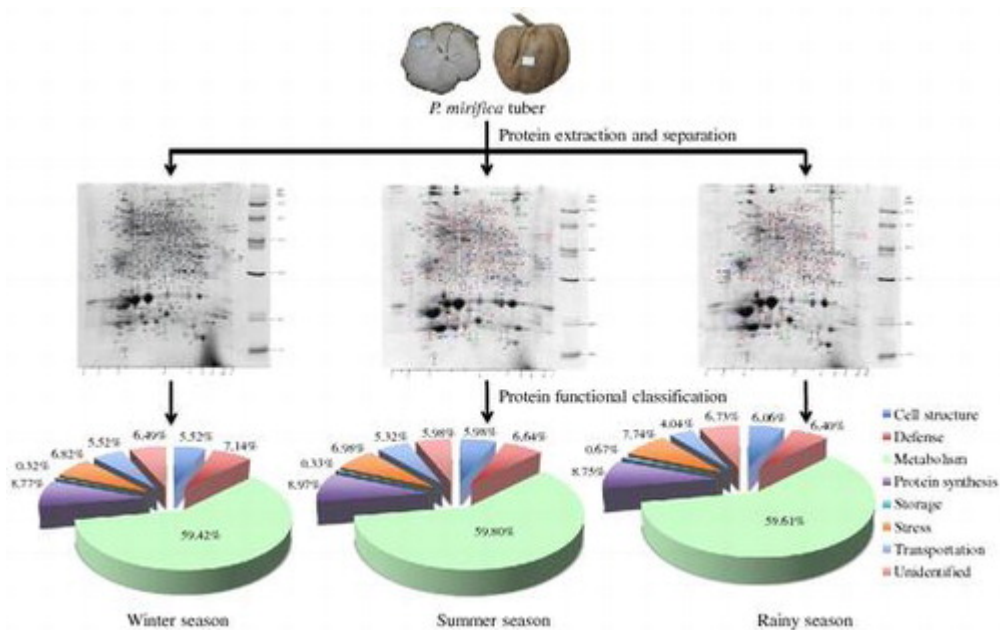 P. mirifica tuber
Protein extraction and separation
Protein functional classification
5.52%
6.49%
5.52%
7.14%
6.82%
0.32%
8.77%
59.42%
Winter season
5.32%
5.98%
5.98%
6.64%
6.98%
0.33%
8.97%
59.80%
Summer season
4.04%
6.73%
6.06%
6.40%
7.74%
0.67%
8.75%
59.61%
Rainy season
Cell structure
Defense
Metabolism
Protein synthesis
Storage
Stress
Transportation
Unidentified